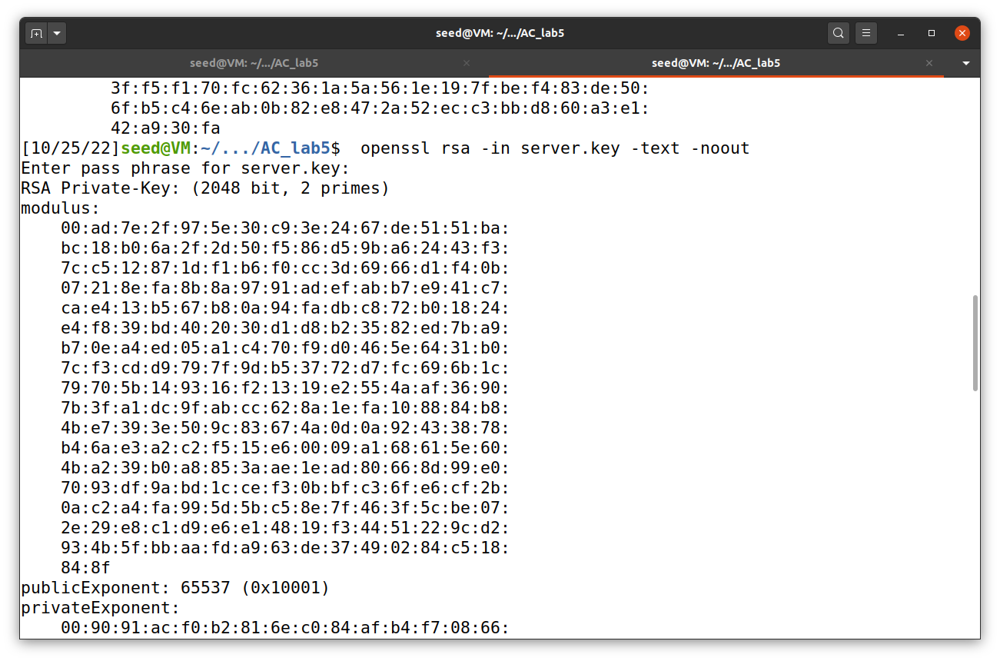 seed@VM: ~/.../AC_lab5
seed@VM: ~/.../AC_lab5
seed@VM: ~/.../AC_lab5
3f:f5:f1:70:fc:62:36:1a:5a:56:1e:19:7f:be:f4:83:de:50:
6f:b5:c4:6e:ab:0b:82:e8:47:2a:52:ec:c3:bb:d8:60:a3:e1:
42:a9:30:fa
[10/25/22]seed@VM:~/.../AC_lab5$  openssl rsa -in server.key -text -noout
Enter pass phrase for server.key:
RSA Private-Key: (2048 bit, 2 primes)
modulus:
00:ad:7e:2f:97:5e:30:c9:3e:24:67:de:51:51:ba:
bc:18:b0:6a:2f:2d:50:f5:86:d5:9b:a6:24:43:f3:
7c:c5:12:87:1d:f1:b6:f0:cc:3d:69:66:d1:f4:0b:
07:21:8e:fa:8b:8a:97:91:ad:ef:ab:b7:e9:41:c7:
ca:e4:13:b5:67:b8:0a:94:fa:db:c8:72:b0:18:24:
e4:f8:39:bd:40:20:30:d1:d8:b2:35:82:ed:7b:a9:
b7:0e:a4:ed:05:a1:c4:70:f9:d0:46:5e:64:31:b0:
7c:f3:cd:d9:79:7f:9d:b5:37:72:d7:fc:69:6b:1c:
79:70:5b:14:93:16:f2:13:19:e2:55:4a:af:36:90:
7b:3f:a1:dc:9f:ab:cc:62:8a:1e:fa:10:88:84:b8:
4b:e7:39:3e:50:9c:83:67:4a:0d:0a:92:43:38:78:
b4:6a:e3:a2:c2:f5:15:e6:00:09:a1:68:61:5e:60:
4b:a2:39:b0:a8:85:3a:ae:1e:ad:80:66:8d:99:e0:
70:93:df:9a:bd:1c:ce:f3:0b:bf:c3:6f:e6:cf:2b:
0a:c2:a4:fa:99:5d:5b:c5:8e:7f:46:3f:5c:be:07:
2e:29:e8:c1:d9:e6:e1:48:19:f3:44:51:22:9c:d2:
93:4b:5f:bb:aa:fd:a9:63:de:37:49:02:84:c5:18:
84:8f
publicExponent: 65537 (0x10001)
privateExponent:
00:90:91:ac:f0:b2:81:6e:c0:84:af:b4:f7:08:66: